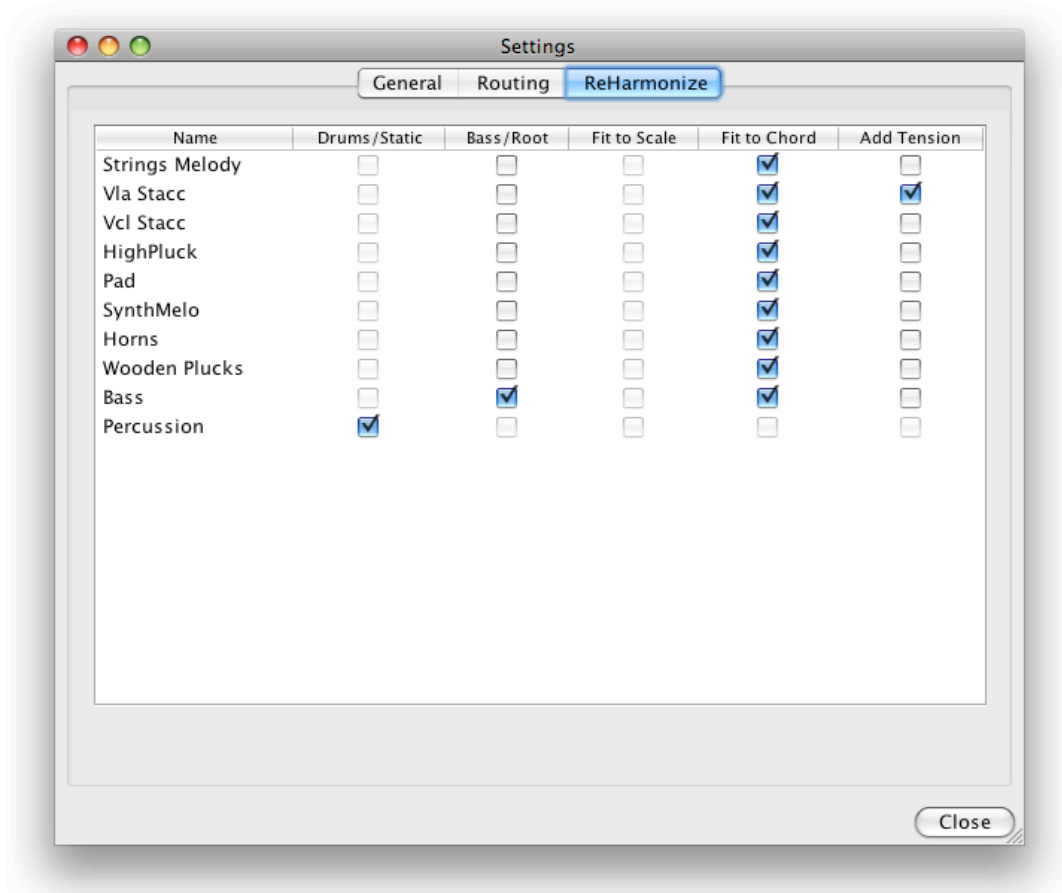 Settings
General Routing ReHarmonize
Name Drums/Static Bass/Root Fit to Scale Fit to Chord Add Tension
Strings Melody
Vla Stacc
Vcl Stacc
HighPluck
Pad
SynthMelo
Horns
Wooden Plucks
Bass
Percussion
Close